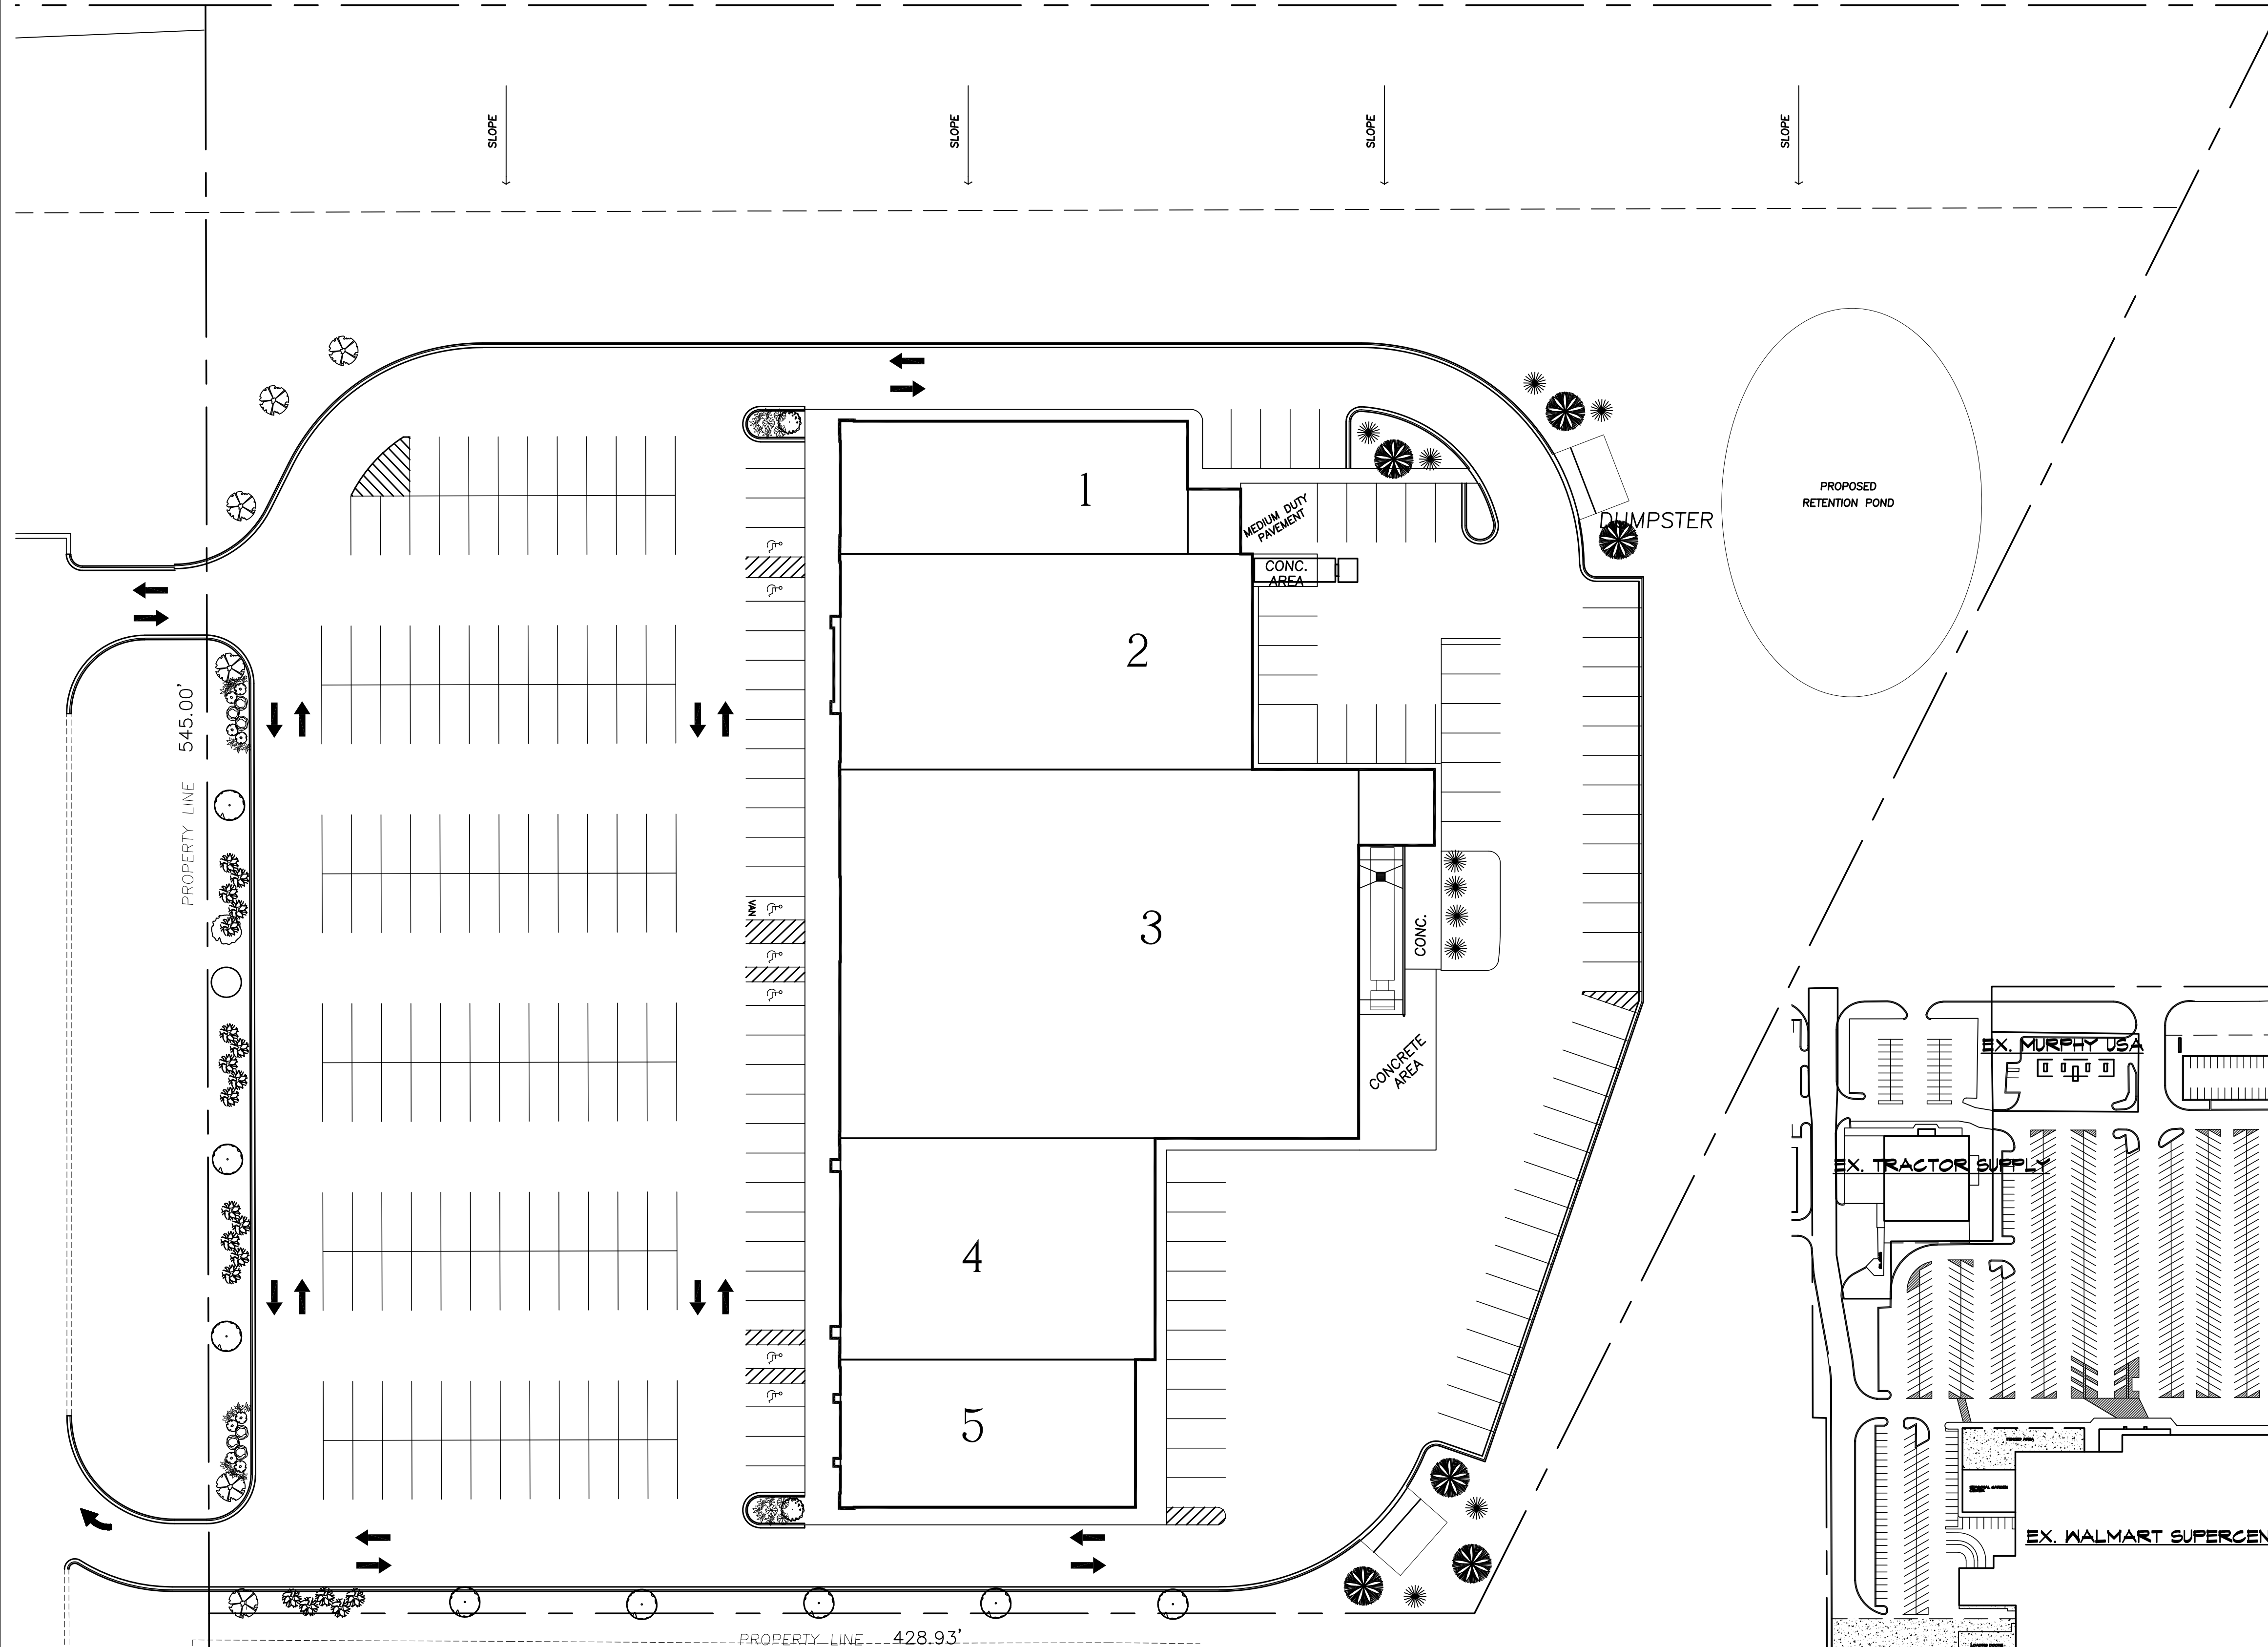 SLOPE
SLOPE
SLOPE
SLOPE
PROPOSED
RETENTION POND
DUMPSTER
1
MEDIUM DUTY
PAVEMENT
CONC.
AREA
2
545.00'
PROPERTY LINE
VAN
3
CONC.
CONCRETE
AREA
4
5
EX. MURPHY USA
EX. TRACTOR SUPPLY
EX. WALMART SUPERCEN
PROPERTY LINE 428.93'